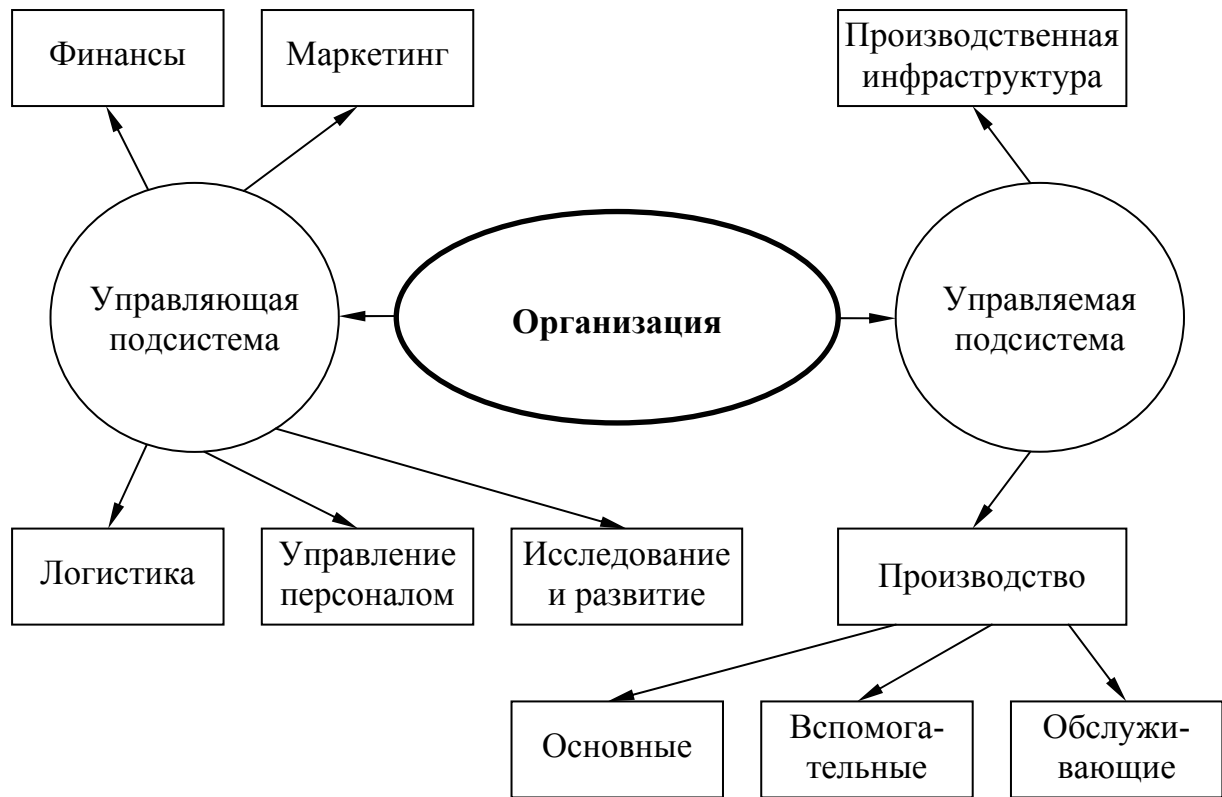 Финансы
Маркетинг
Производственная
инфраструктура
Управляющая
подсистема
Организация
Управляемая
подсистема
Логистика
Управление
персоналом
Исследование
и развитие
Производство
Основные
Вспомога-
тельные
Обслужи-
вающие